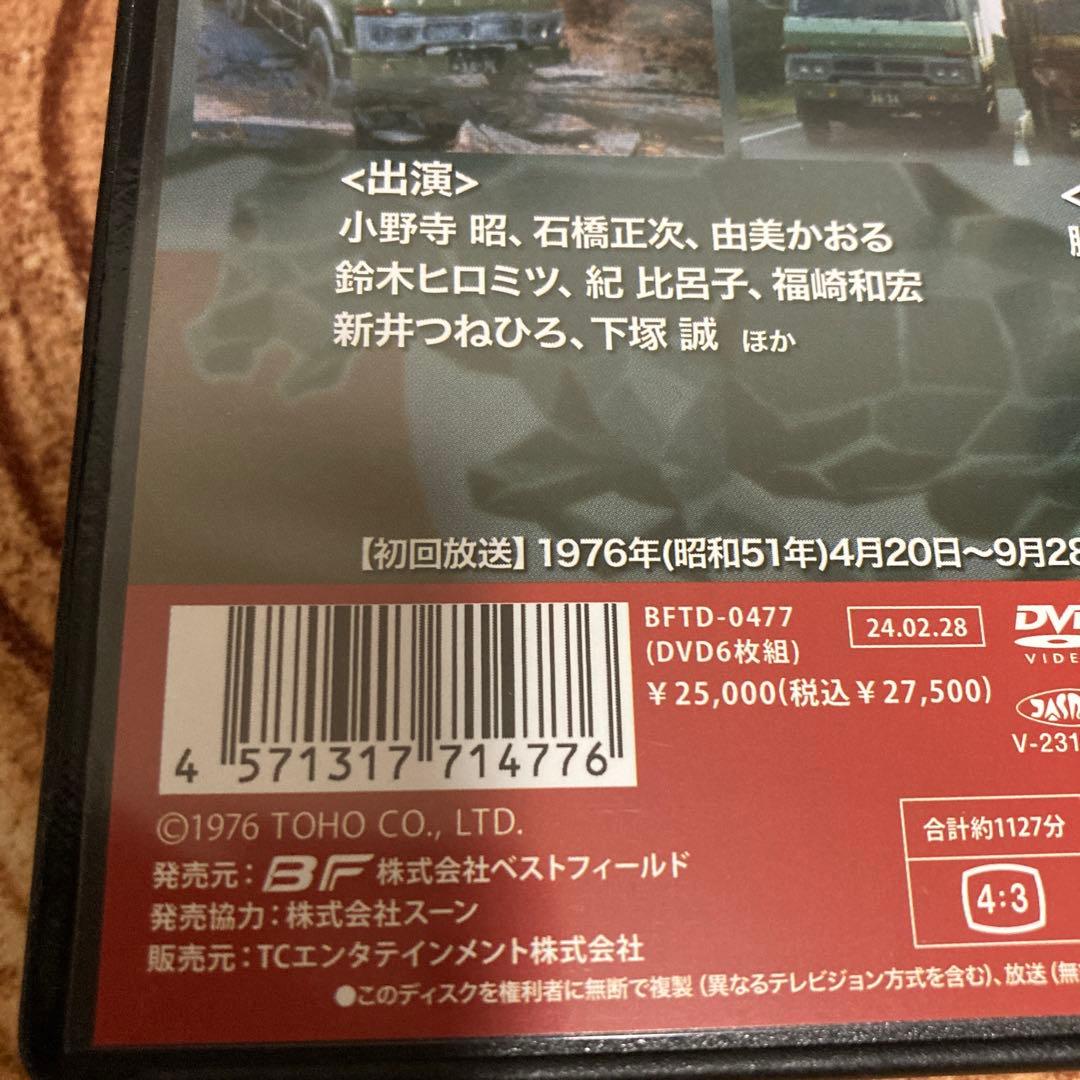 <出演>
小野寺 昭、石橋正次、由美かおる
鈴木ヒロミツ、紀 比呂子、福崎和宏
新井つねひろ、下塚 誠 ほか
【初回放送】1976年(昭和51年)4月20日〜9月28
BFTD-0477
(DVD6枚組)
24.02.28
￥25,000(税込￥27,500)
DVD
VIDE
JASR
V-231
4 571317 714776
合計約1127分
4:3
©1976 TOHO CO., LTD.
発売元：BF 株式会社ベストフィールド
発売協力：株式会社スーン
販売元：TCエンタテインメント株式会社
●このディスクを権利者に無断で複製（異なるテレビジョン方式を含む）、放送（無